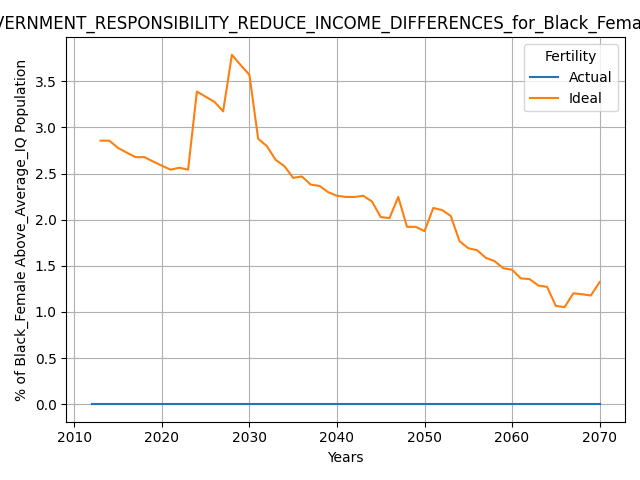 VERNMENT_RESPONSIBILITY_REDUCE_INCOME_DIFFERENCES_for_Black_Fema
% of Black_Female Above_Average_IQ Population
3.5
3.0
2.5
2.0
1.5
1.0
0.5
0.0
Fertility
Actual
Ideal
2010 2020 2030 2040 2050 2060 2070
Years